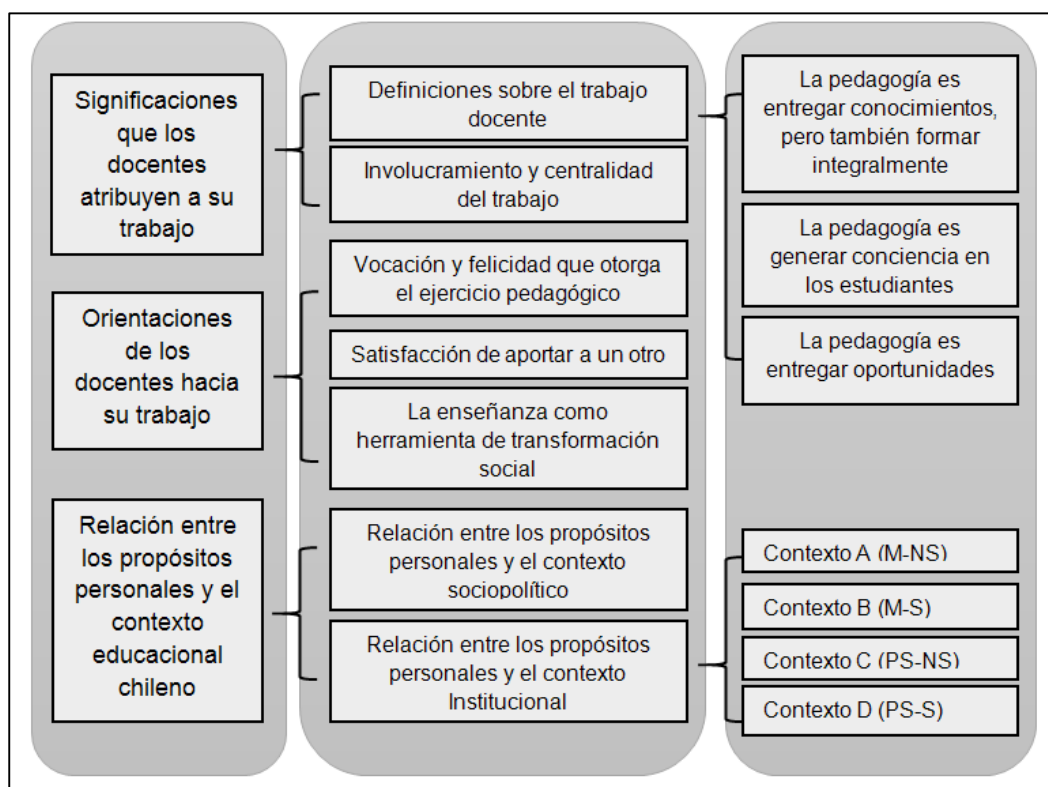 Significaciones
que los
docentes
atribuyen a su
trabajo
Orientaciones
de los
docentes hacia
su trabajo
Relación entre
los propósitos
personales y el
contexto
educacional
chileno
Definiciones sobre el trabajo
docente
Involucramiento y centralidad
del trabajo
Vocación y felicidad que otorga
el ejercicio pedagógico
Satisfacción de aportar a un otro
La enseñanza como
herramienta de transformación
social
Relación entre los propósitos
personales y el contexto
sociopolítico
Relación entre los propósitos
personales y el contexto
Institucional
La pedagogía es
entregar conocimientos,
pero también formar
integralmente
La pedagogía es
generar conciencia en
los estudiantes
La pedagogía es
entregar oportunidades
Contexto A (M-NS)
Contexto B (M-S)
Contexto C (PS-NS)
Contexto D (PS-S)